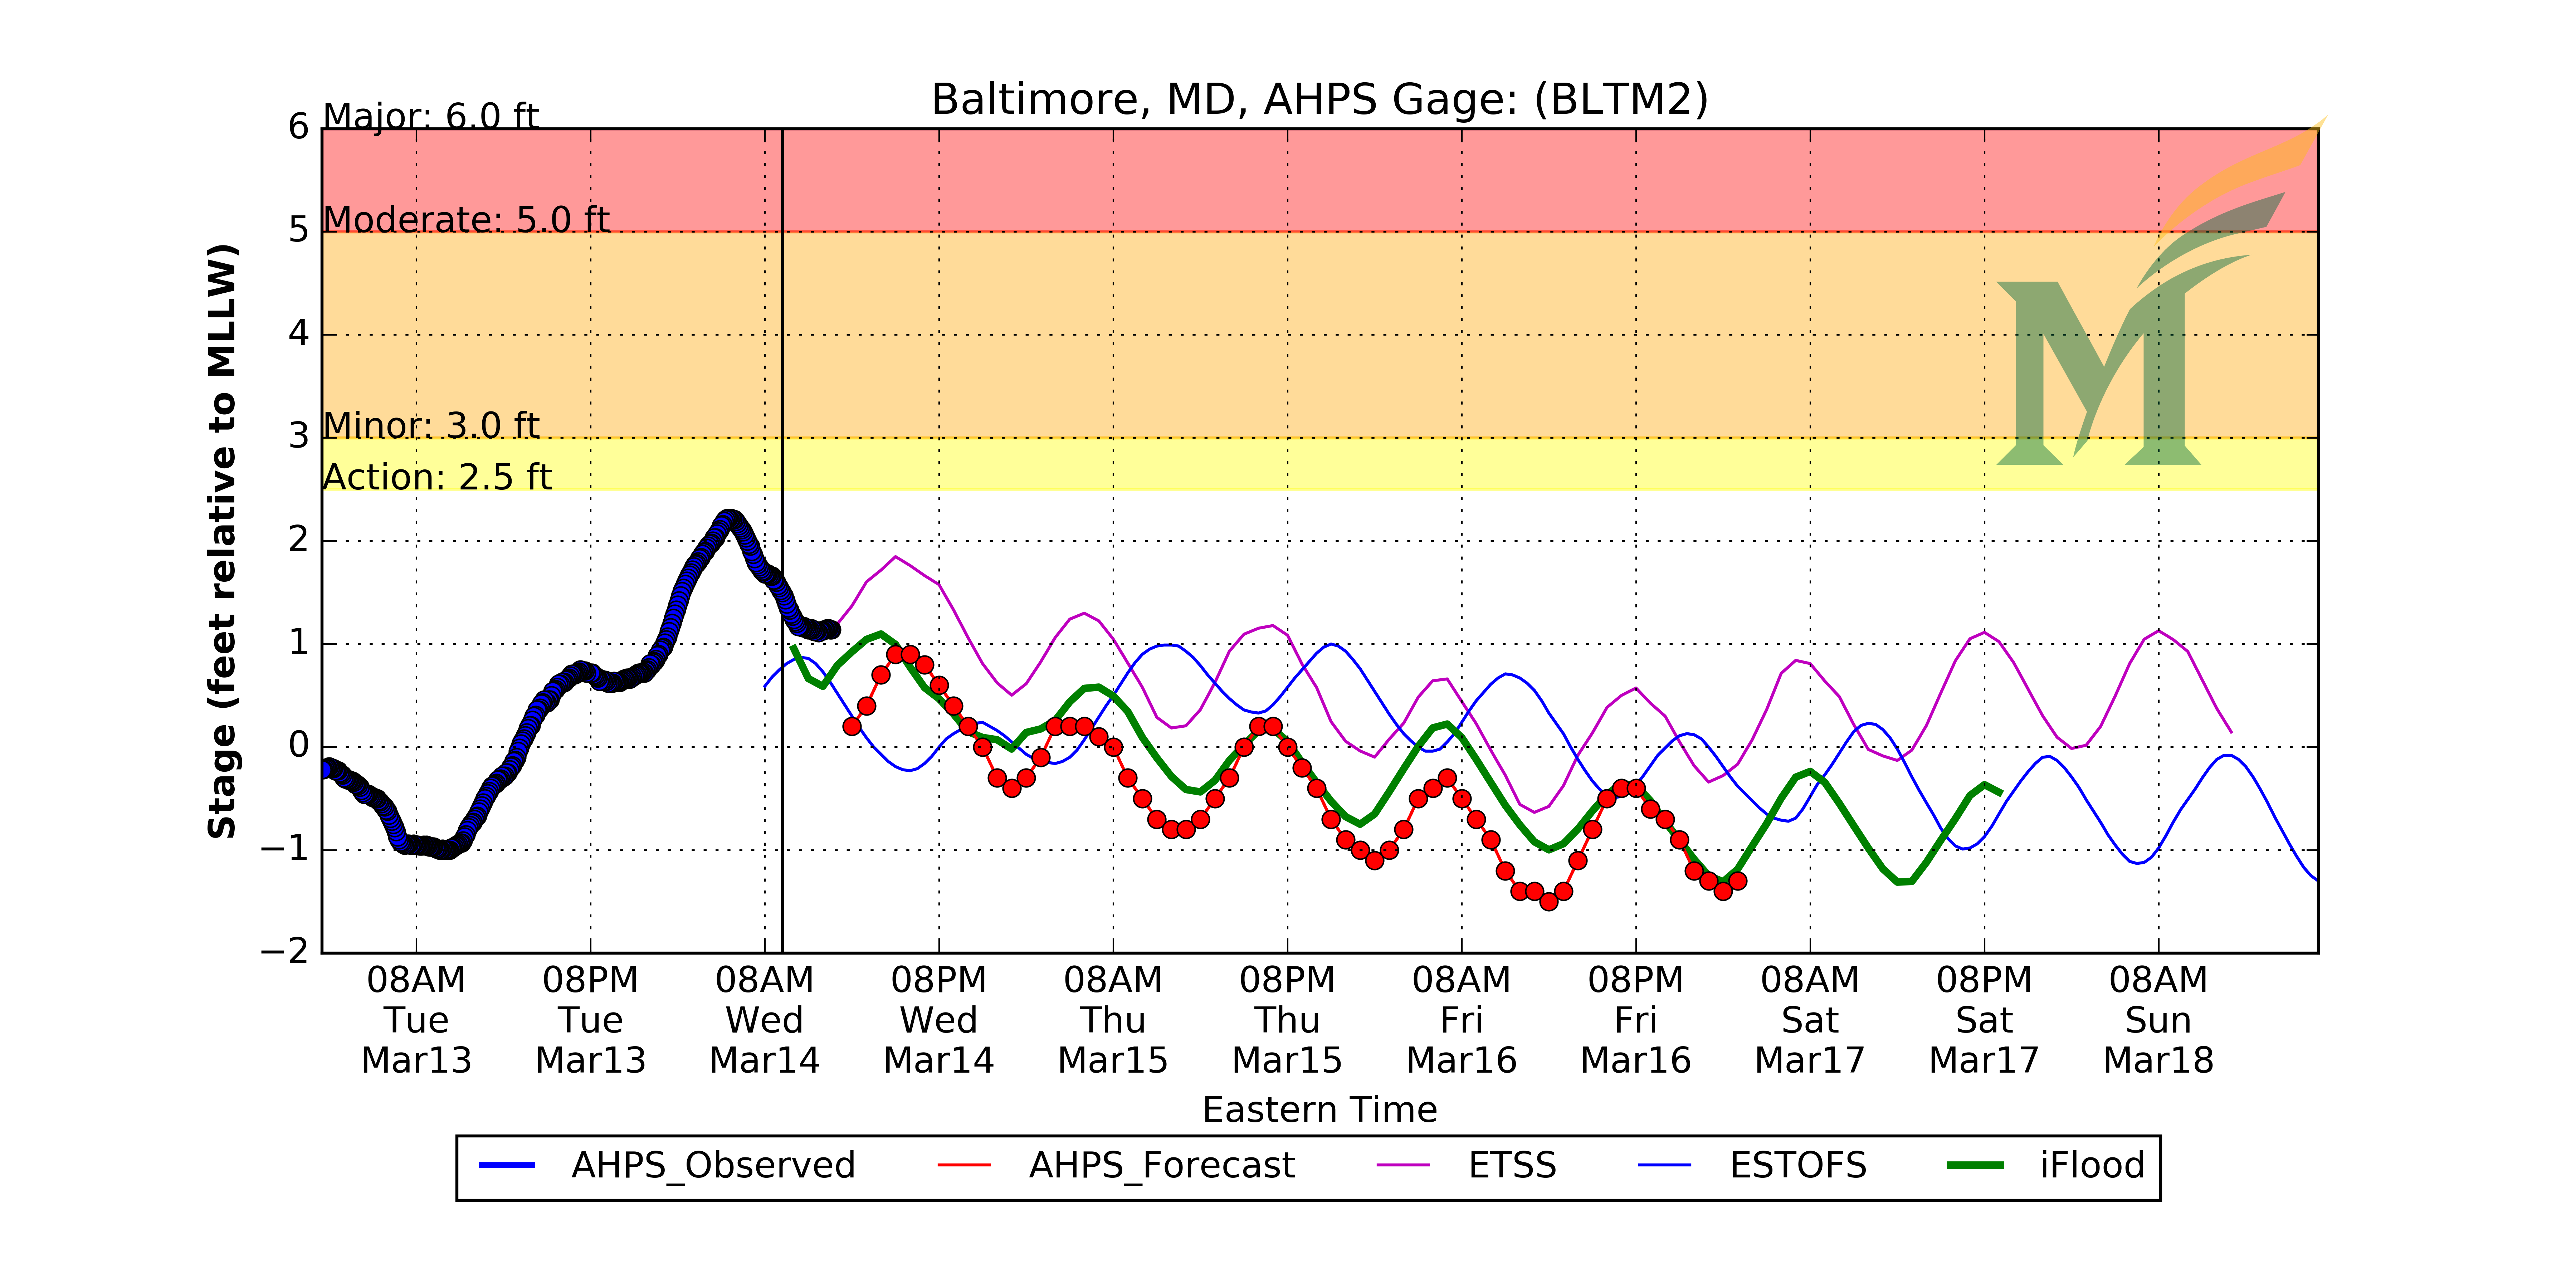 Baltimore, MD, AHPS Gage: (BLTM2)
Major: 6.0 ft
Moderate: 5.0 ft
Minor: 3.0 ft
Action: 2.5 ft
Stage (feet relative to MLLW)
6
5
4
3
2
1
0
−1
−2
08AM Tue Mar13
08PM Tue Mar13
08AM Wed Mar14
08PM Wed Mar14
08AM Thu Mar15
08PM Thu Mar15
08AM Fri Mar16
08PM Fri Mar16
08AM Sat Mar17
08PM Sat Mar17
08AM Sun Mar18
Eastern Time
AHPS_Observed
AHPS_Forecast
ETSS
ESTOFS
iFlood
M